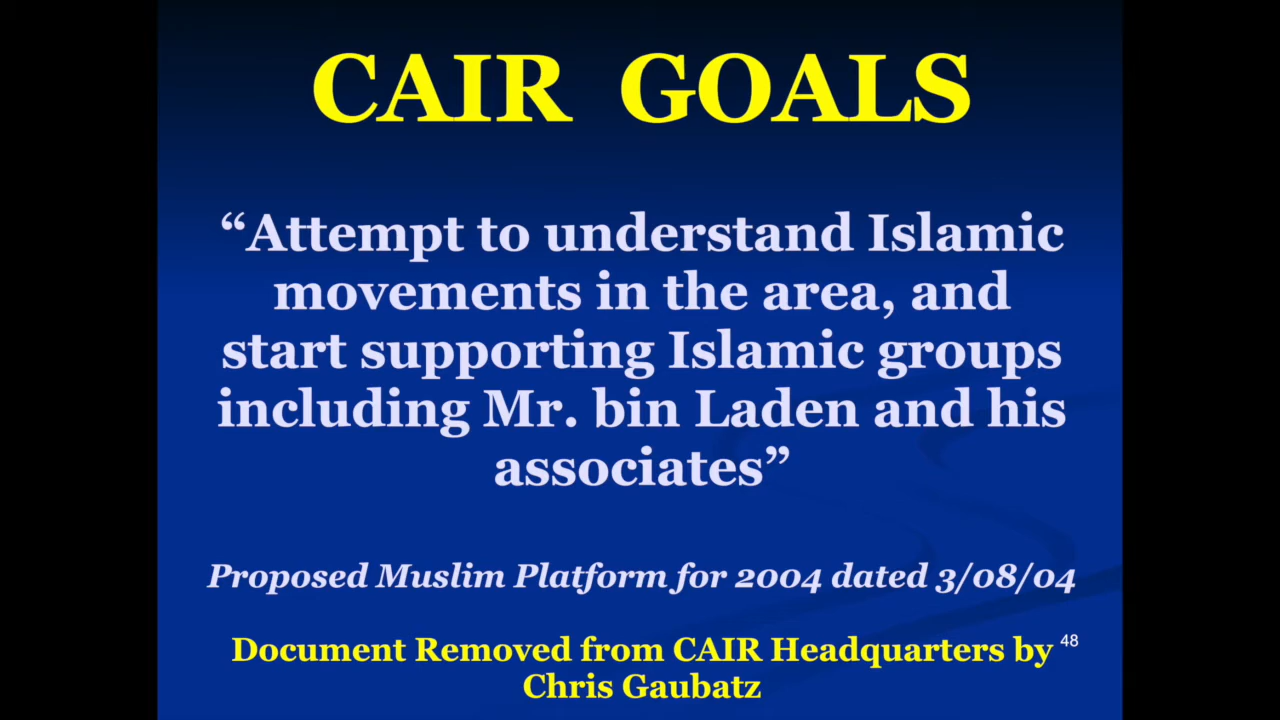 CAIR GOALS
“Attempt to understand Islamic
movements in the area, and
start supporting Islamic groups
including Mr. bin Laden and his
associates”
Proposed Muslim Platform for 2004 dated 3/08/04
Document Removed from CAIR Headquarters by 48
Chris Gaubatz